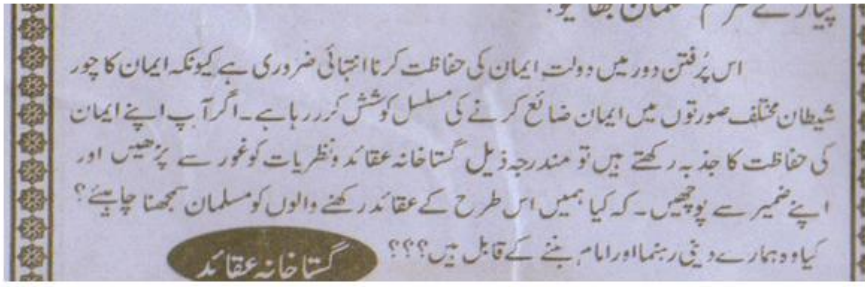 پیارے محترم مسلمان بھائیو!
اس پُرفتن دور میں دولت ایمان کی حفاظت کرنا انتہائی ضروری ہے کیونکہ ایمان کا چور
شیطان مختلف صورتوں میں ایمان ضائع کرنے کی مسلسل کوشش کررہا ہے۔ اگر آپ اپنے ایمان
کی حفاظت کا جذبہ رکھتے ہیں تو مندرجہ ذیل گستاخانہ عقائد ونظریات کو غور سے پڑھیں اور
اپنے ضمیر سے پوچھیں۔ کہ کیا ہمیں اس طرح کے عقائد رکھنے والوں کو مسلمان سمجھنا چاہیئے؟
کیا وہ ہمارے دینی رہنما اور امام بننے کے قابل ہیں؟؟؟
گستاخانہ عقائد